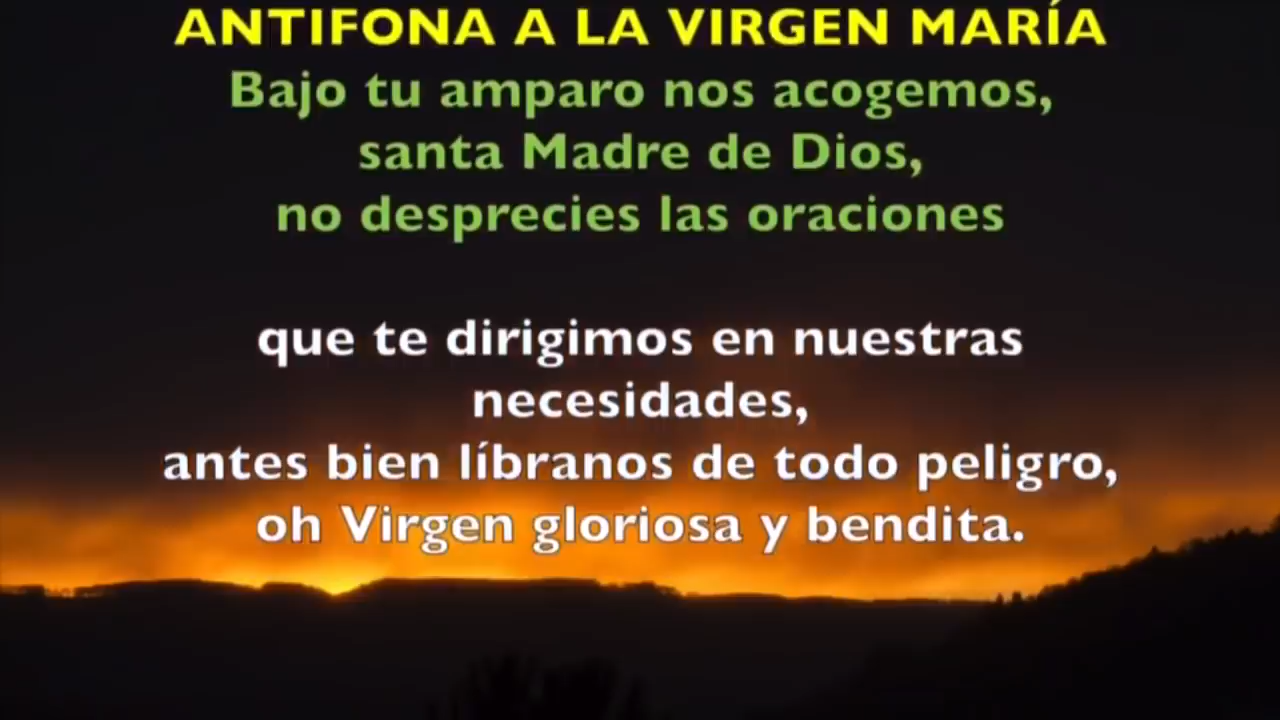 ANTIFONA A LA VIRGEN MARÍA
Bajo tu amparo nos acogemos,
santa Madre de Dios,
no desprecies las oraciones
que te dirigimos en nuestras
necesidades,
antes bien líbranos de todo peligro,
oh Virgen gloriosa y bendita.